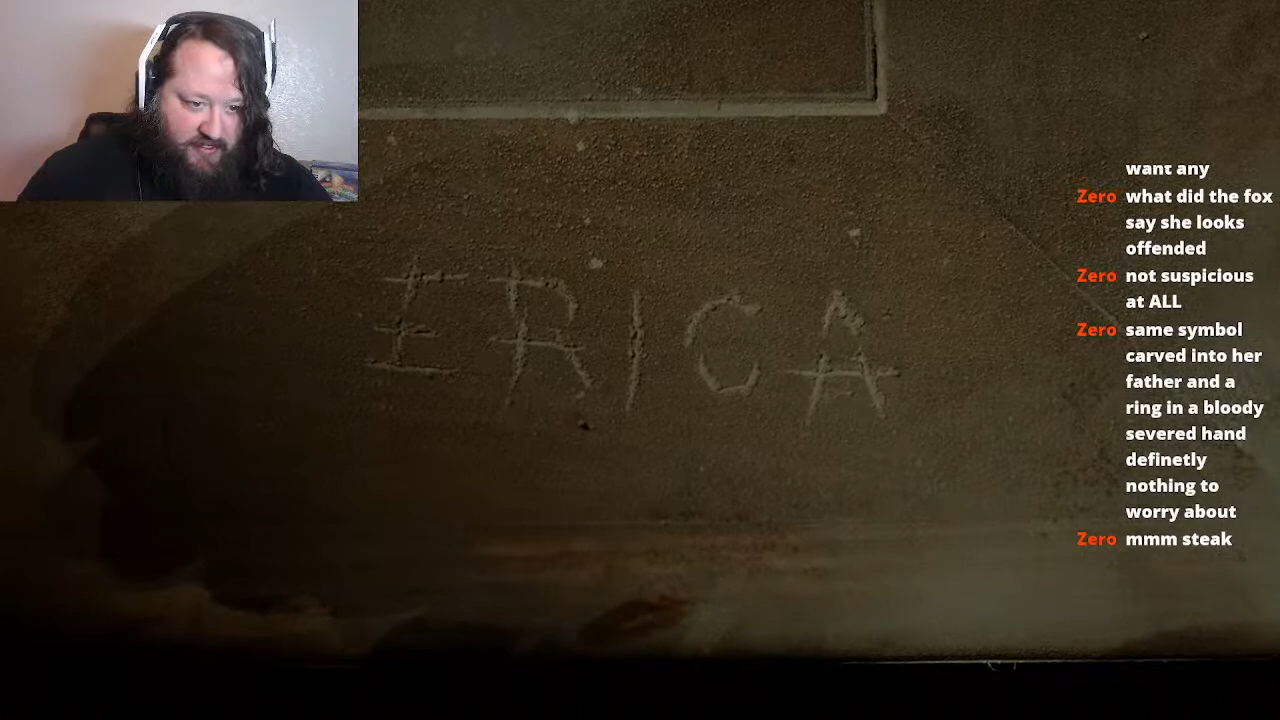 ERICA
want any
Zero what did the fox
say she looks
offended
Zero not suspicious
at ALL
Zero same symbol
carved into her
father and a
ring in a bloody
severed hand
definetly
nothing to
worry about
Zero mmm steak